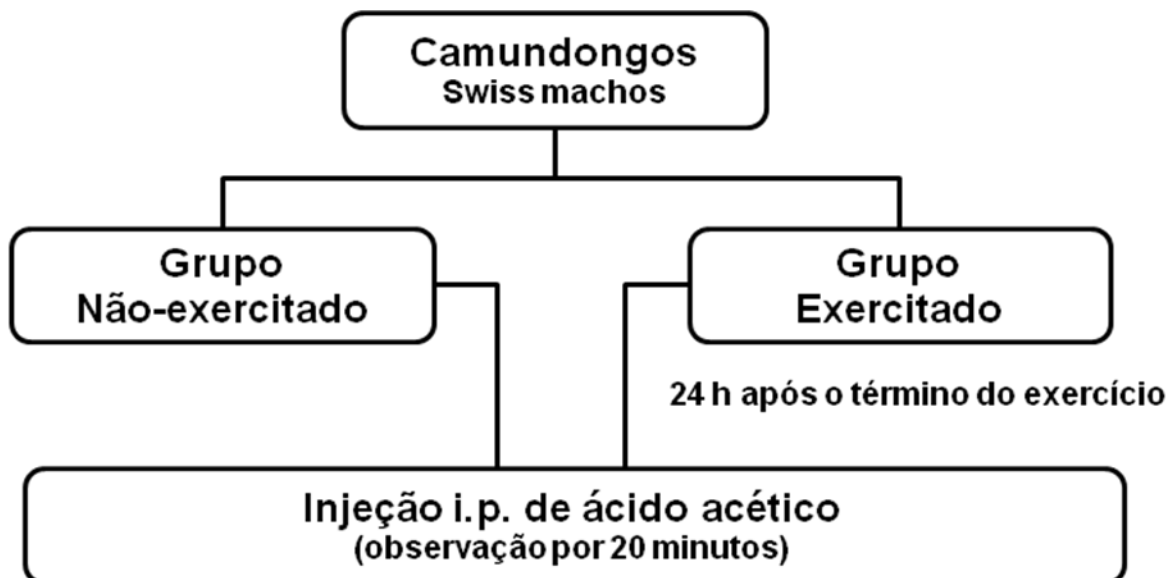 Camundongos
Swiss machos
Grupo
Não-exercitado
Grupo
Exercitado
24 h após o término do exercício
Injeção i.p. de ácido acético
(observação por 20 minutos)